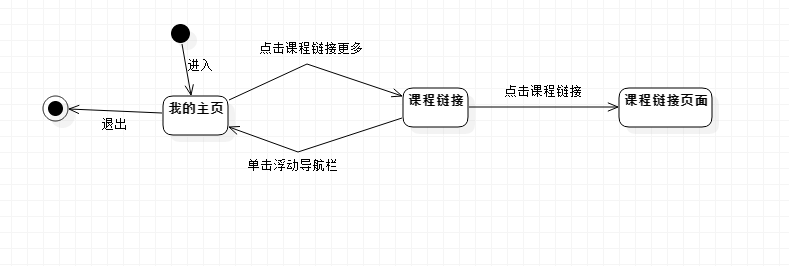 点击课程链接更多
进入
点击课程链接
我的主页
课程链接
课程链接页面
退出
单击浮动导航栏